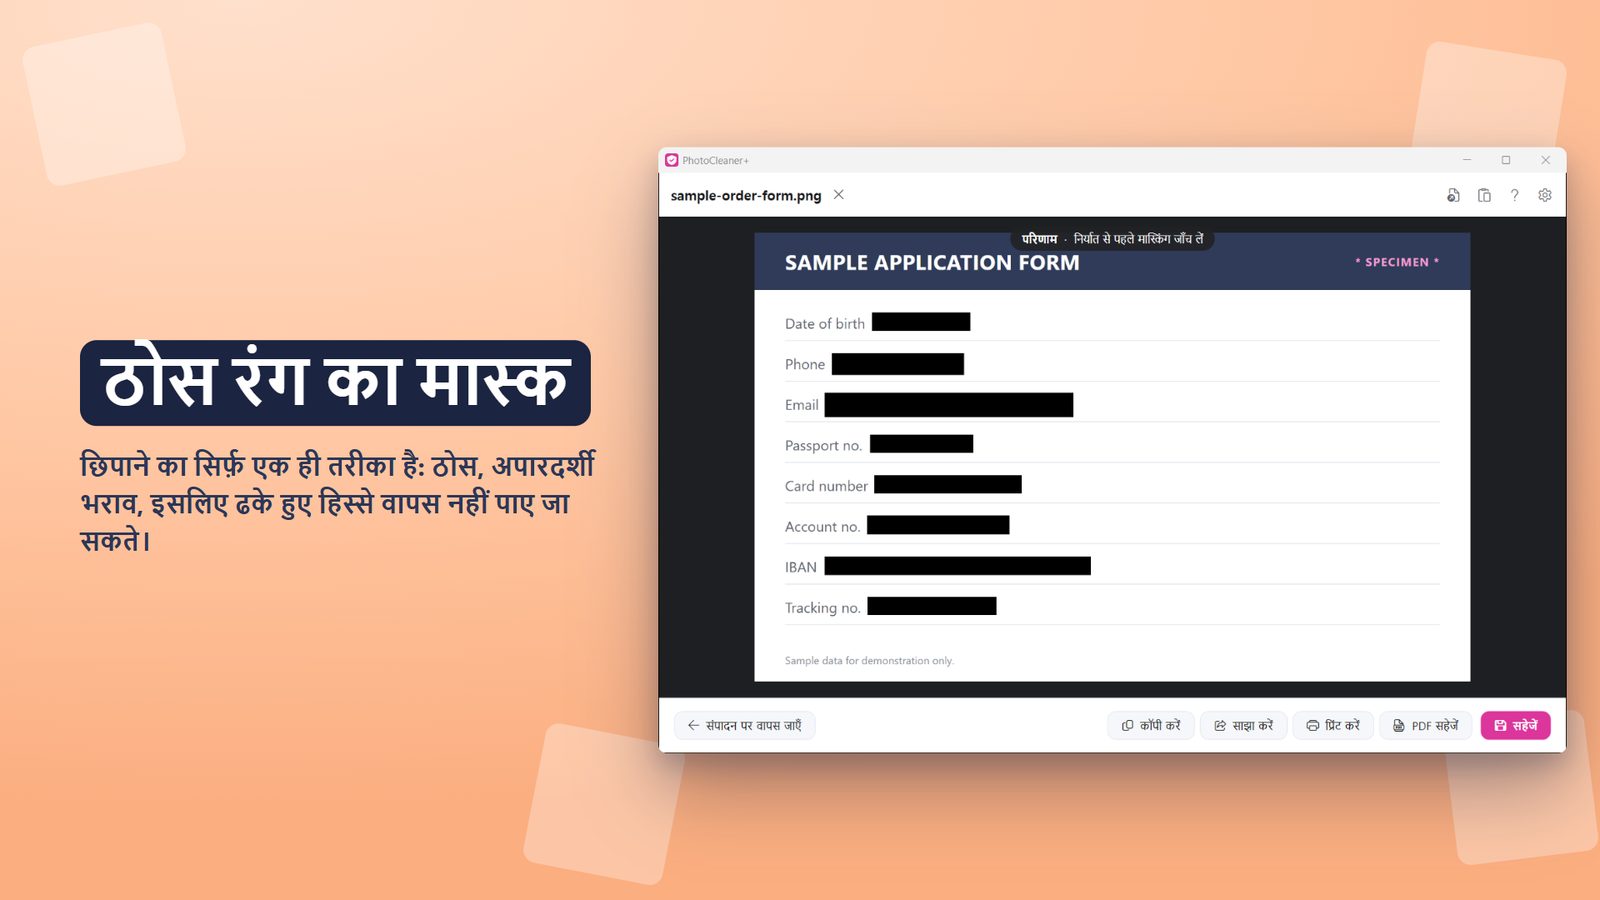 ठोस रंग का मास्क
छिपाने का सिर्फ़ एक ही तरीका है: ठोस, अपारदर्शी
भराव, इसलिए ढके हुए हिस्से वापस नहीं पाए जा
सकते।
PhotoCleaner+
sample-order-form.png
परिणाम · निर्यात से पहले मास्किंग जाँच लें
SAMPLE APPLICATION FORM
* SPECIMEN *
Date of birth
Phone
Email
Passport no.
Card number
Account no.
IBAN
Tracking no.
Sample data for demonstration only.
संपादन पर वापस जाएँ
कॉपी करें
साझा करें
प्रिंट करें
PDF सहेजें
सहेजें